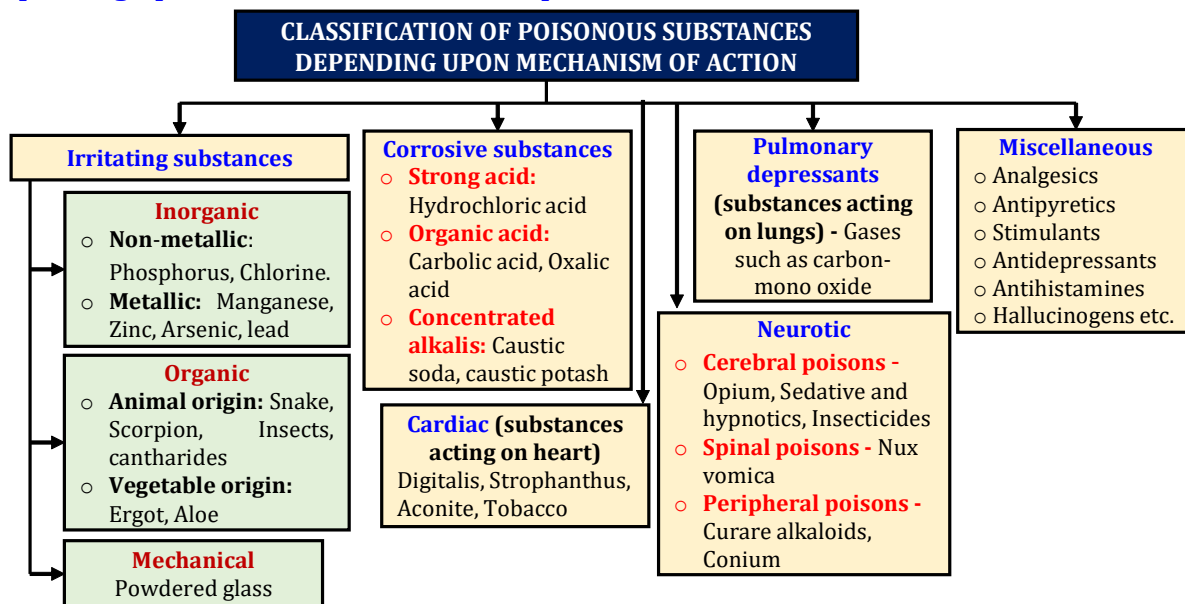 CLASSIFICATION OF POISONOUS SUBSTANCES
DEPENDING UPON MECHANISM OF ACTION
Irritating substances
Inorganic
o Non-metallic:
Phosphorus, Chlorine.
o Metallic: Manganese,
Zinc, Arsenic, lead
Organic
o Animal origin: Snake,
Scorpion, Insects,
cantharides
o Vegetable origin:
Ergot, Aloe
Mechanical
Powdered glass
Corrosive substances
o Strong acid:
Hydrochloric acid
o Organic acid:
Carbolic acid, Oxalic
acid
o Concentrated
alkalis: Caustic
soda, caustic potash
Cardiac (substances
acting on heart)
Digitalis, Strophanthus,
Aconite, Tobacco
Pulmonary
depressants
(substances acting
on lungs) - Gases
such as carbon-
mono oxide
Neurotic
o Cerebral poisons -
Opium, Sedative and
hypnotics, Insecticides
o Spinal poisons - Nux
vomica
o Peripheral poisons -
Curare alkaloids,
Conium
Miscellaneous
o Analgesics
o Antipyretics
o Stimulants
o Antidepressants
o Antihistamines
o Hallucinogens etc.